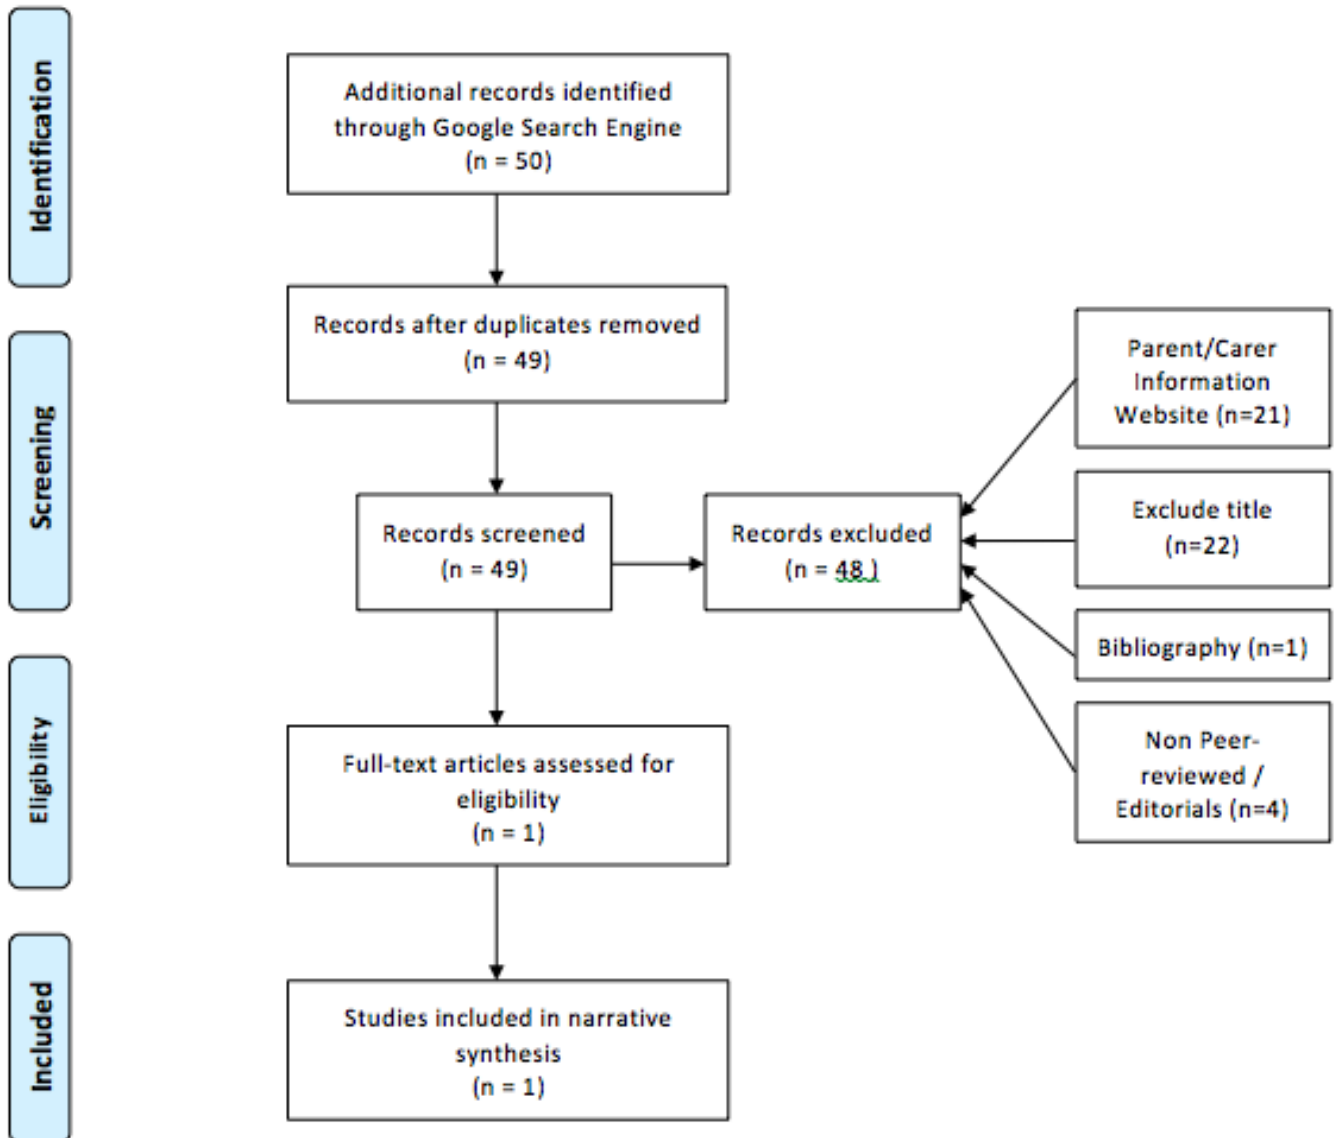 Identification
Additional records identified
through Google Search Engine
(n = 50)
Records after duplicates removed
(n = 49)
Screening
Records screened
(n = 49)
Records excluded
(n = 48 )
Parent/Carer
Information
Website (n=21)
Exclude title
(n=22)
Bibliography (n=1)
Non Peer-
reviewed /
Editorials (n=4)
Eligibility
Full-text articles assessed for
eligibility
(n = 1)
Included
Studies included in narrative
synthesis
(n = 1)